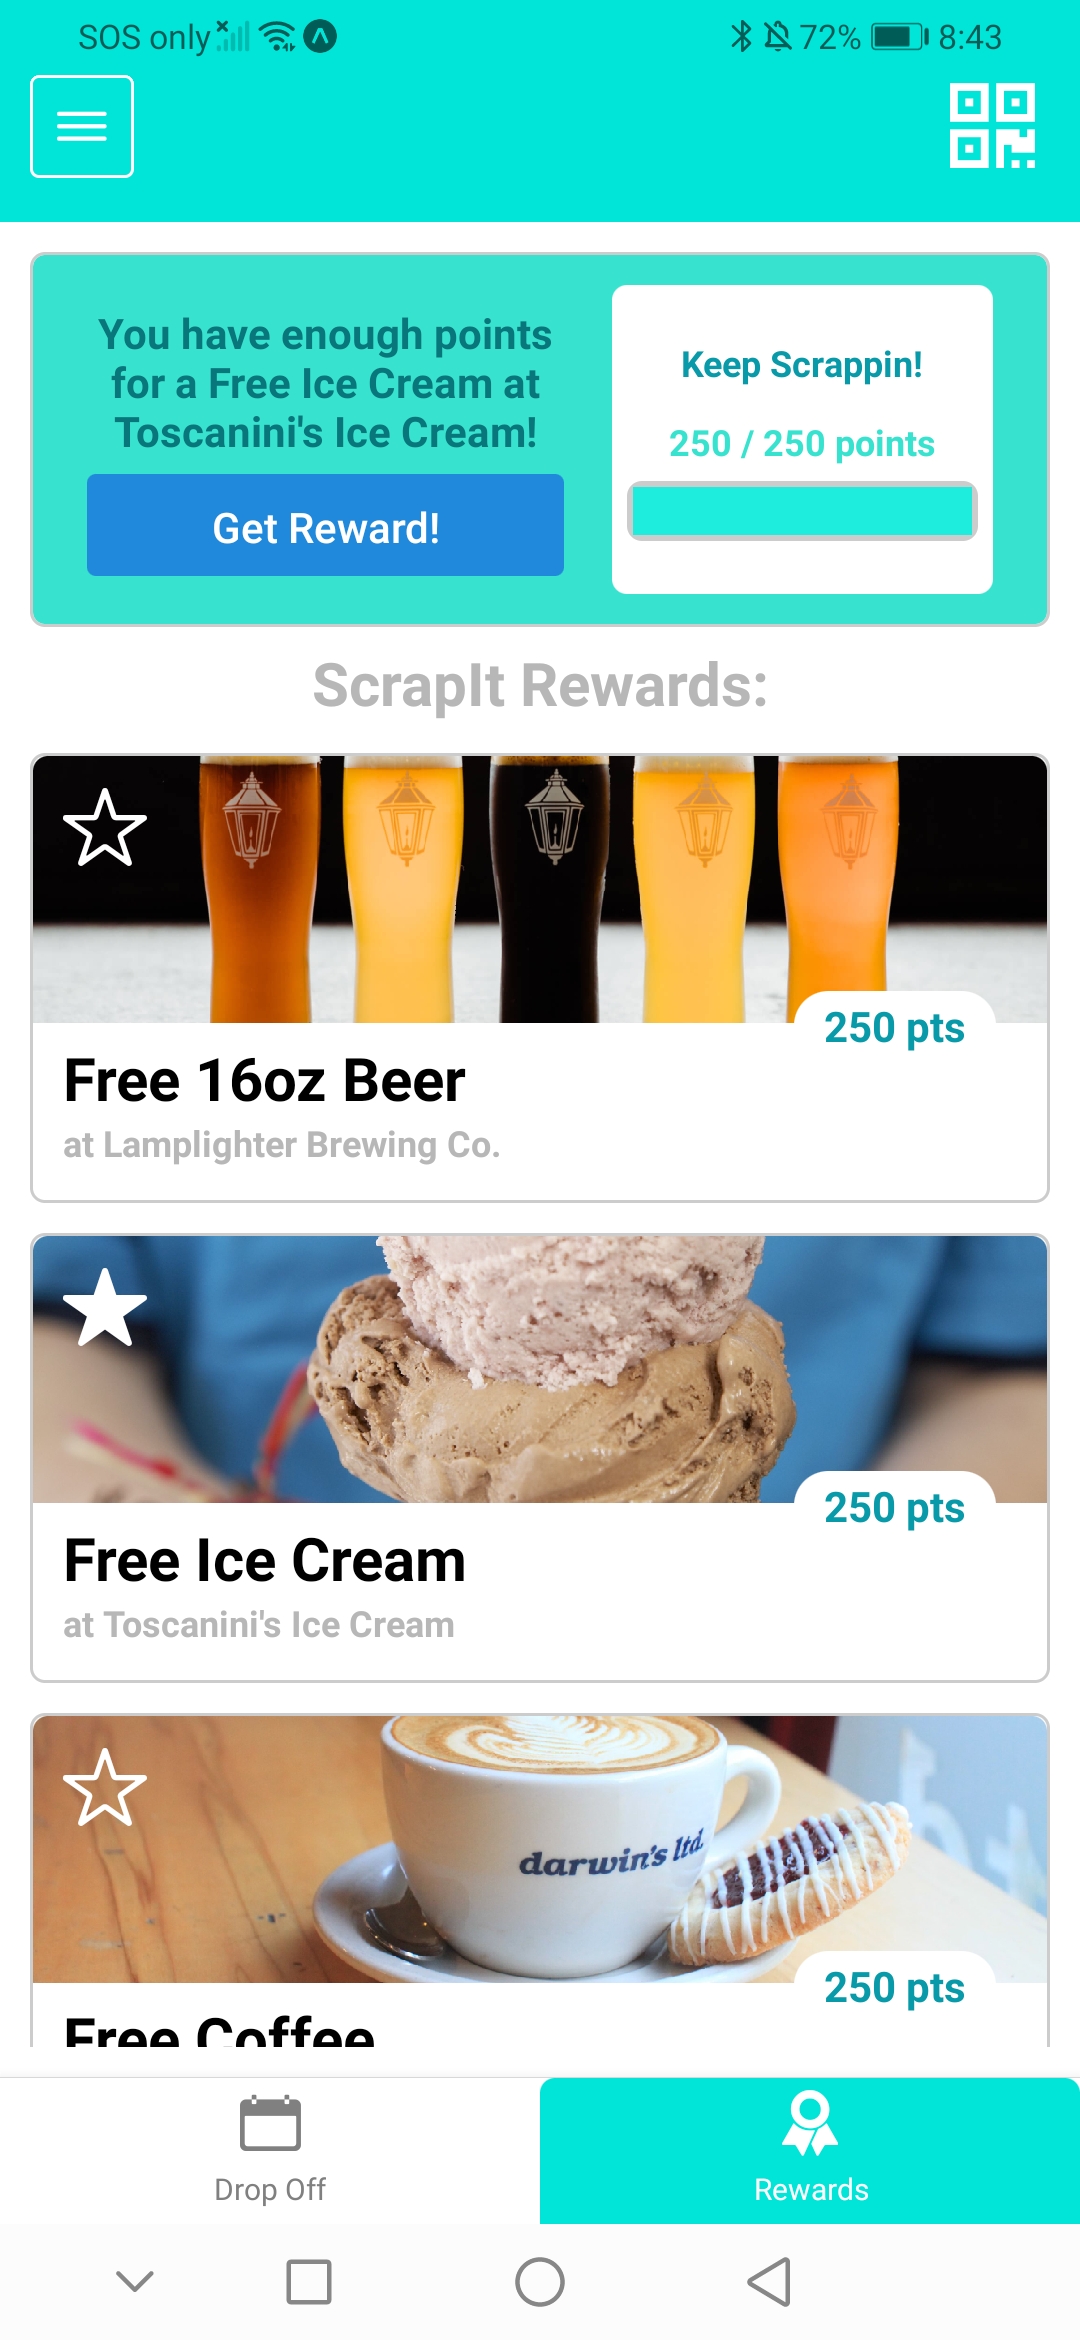 SOS only 72% 8:43
You have enough points
for a Free Ice Cream at
Toscanini's Ice Cream!
Get Reward!
Keep Scrappin!
250 / 250 points
ScrapIt Rewards:
250 pts
Free 16oz Beer
at Lamplighter Brewing Co.
250 pts
Free Ice Cream
at Toscanini's Ice Cream
darwin's ltd.
250 pts
Free Coffee
Drop Off
Rewards